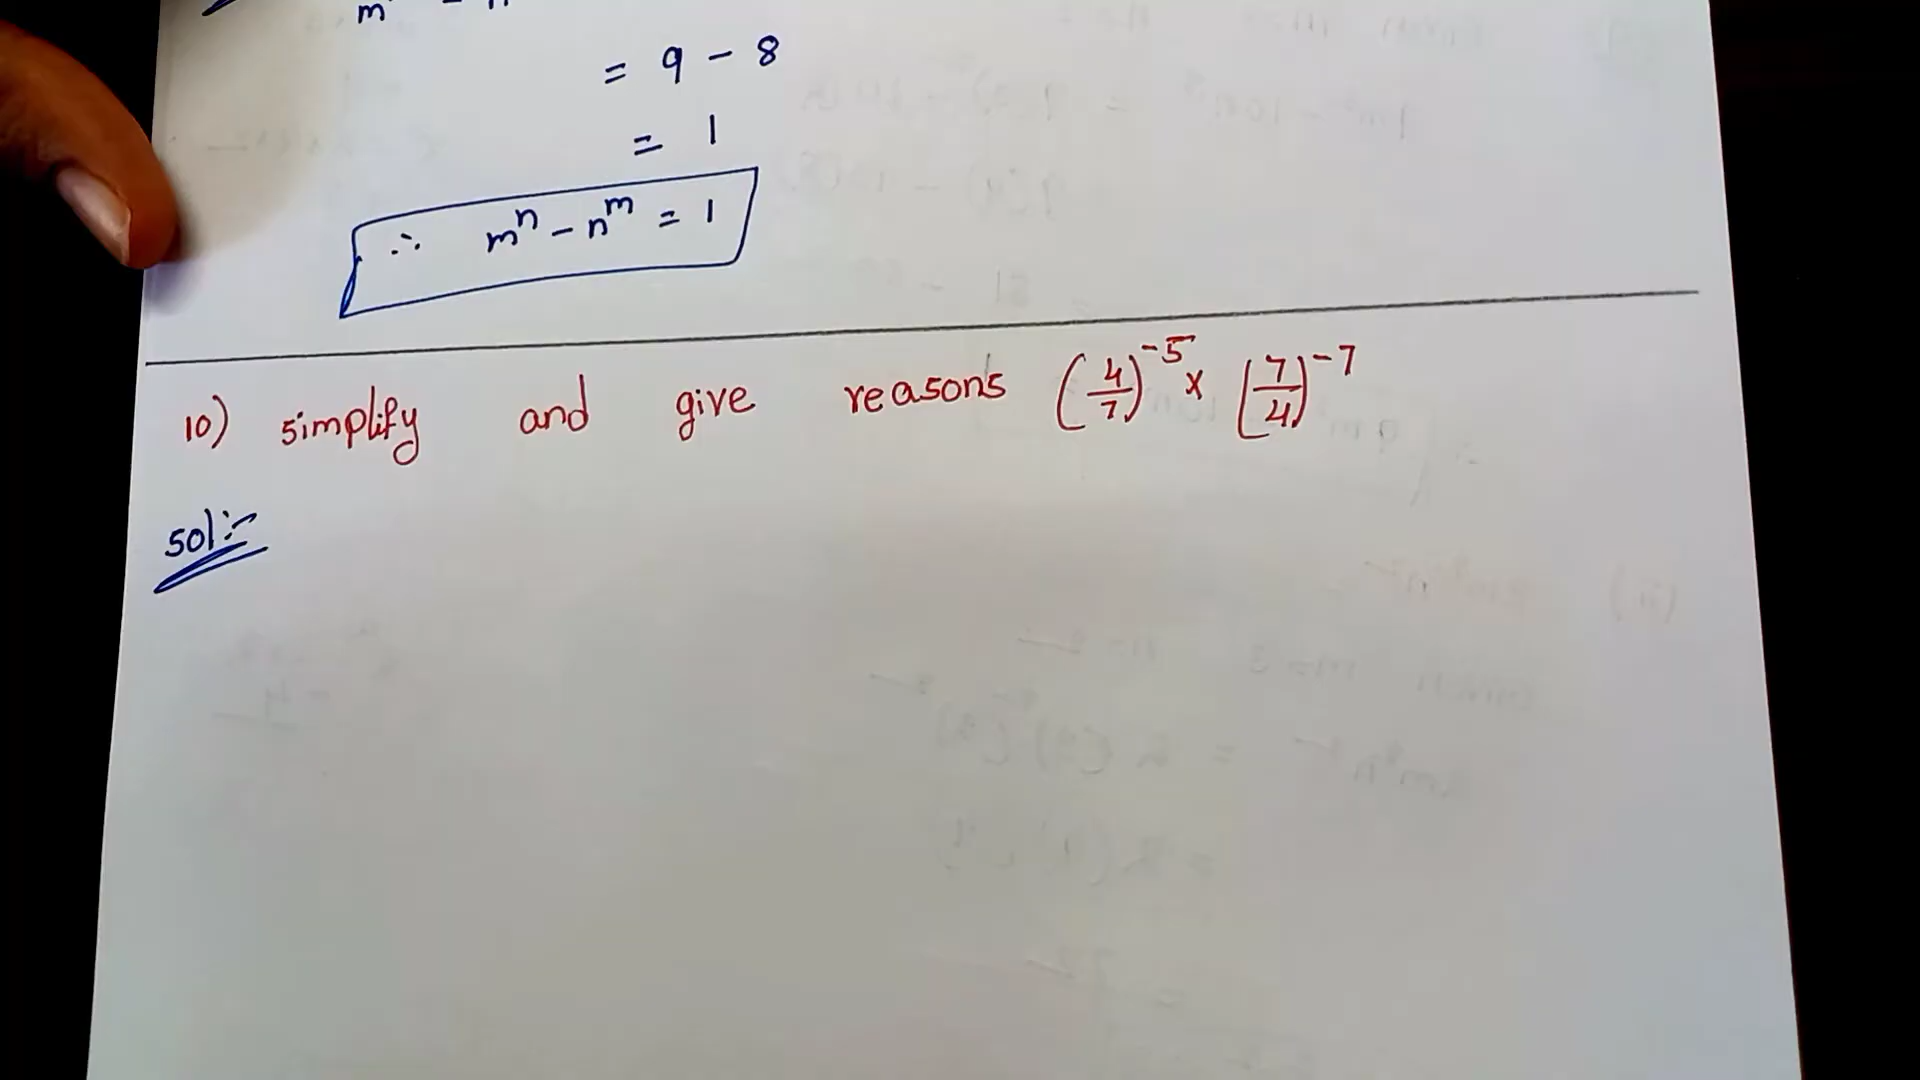 = 9 - 8
= 1
∴ mⁿ - nᵐ = 1
10) simplify and give reasons (4/7)⁻⁵ × (7/4)⁻⁷
sol:-